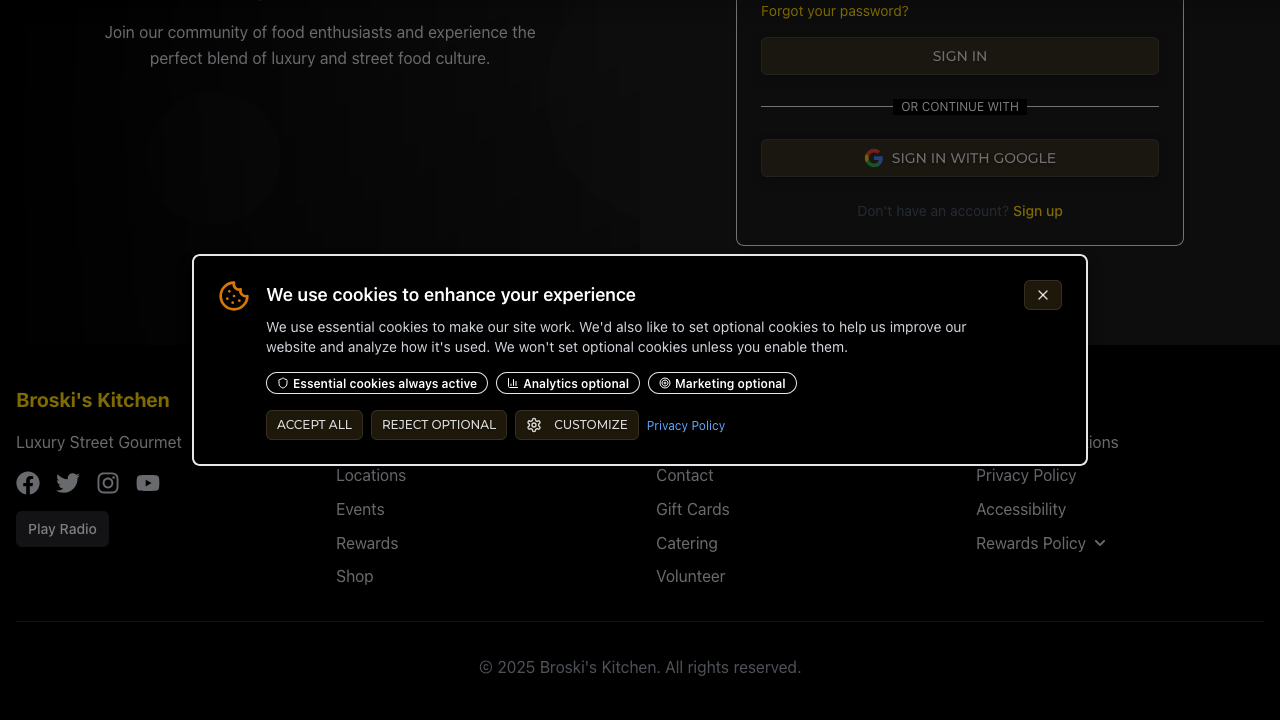 Forgot your password?
Join our community of food enthusiasts and experience the
perfect blend of luxury and street food culture.
SIGN IN
OR CONTINUE WITH
SIGN IN WITH GOOGLE
Don't have an account? Sign up
We use cookies to enhance your experience
We use essential cookies to make our site work. We'd also like to set optional cookies to help us improve our
website and analyze how it's used. We won't set optional cookies unless you enable them.
Essential cookies always active
Analytics optional
Marketing optional
ACCEPT ALL
REJECT OPTIONAL
CUSTOMIZE
Privacy Policy
Broski's Kitchen
Luxury Street Gourmet
Play Radio
Locations
Events
Rewards
Shop
Contact
Gift Cards
Catering
Volunteer
Privacy Policy
Accessibility
Rewards Policy
© 2025 Broski's Kitchen. All rights reserved.